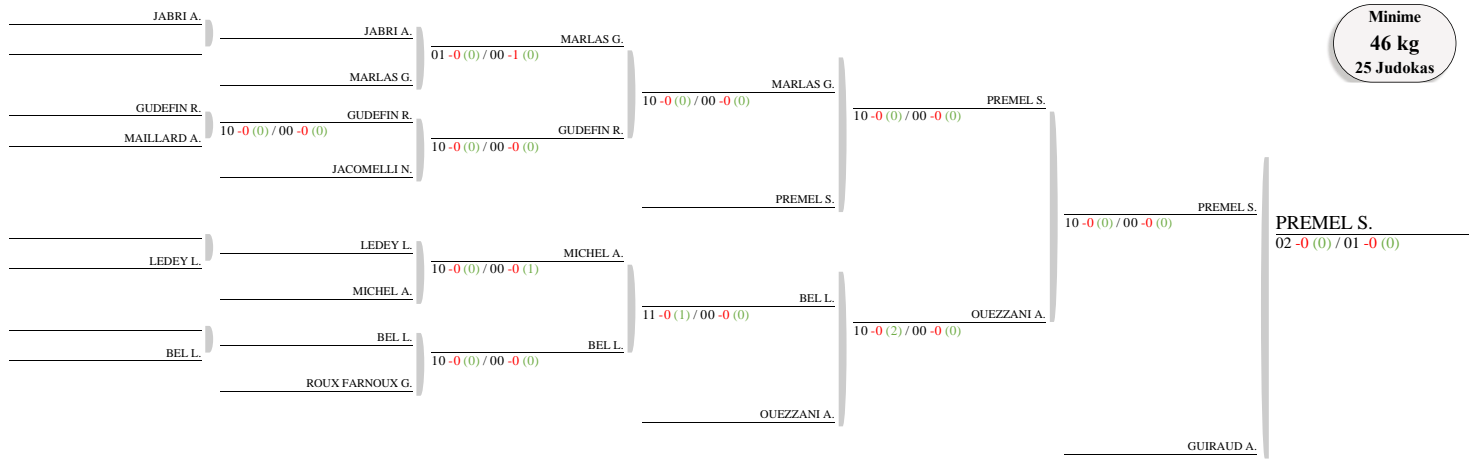 JABRI A.
JABRI A.
MARLAS G.
01 -0 (0) / 00 -1 (0)
MARLAS G.
MARLAS G.
10 -0 (0) / 00 -0 (0)
GUDEFIN R.
GUDEFIN R.
10 -0 (0) / 00 -0 (0)
MAILLARD A.
GUDEFIN R.
10 -0 (0) / 00 -0 (0)
JACOMELLI N.
PREMEL S.
PREMEL S.
10 -0 (0) / 00 -0 (0)
LEDEY L.
LEDEY L.
MICHEL A.
10 -0 (0) / 00 -0 (1)
MICHEL A.
BEL L.
11 -0 (1) / 00 -0 (0)
BEL L.
BEL L.
BEL L.
10 -0 (0) / 00 -0 (0)
ROUX FARNOUX G.
OUEZZANI A.
OUEZZANI A.
10 -0 (2) / 00 -0 (0)
PREMEL S.
10 -0 (0) / 00 -0 (0)
GUIRAUD A.
PREMEL S.
02 -0 (0) / 01 -0 (0)
Minime
46 kg
25 Judokas